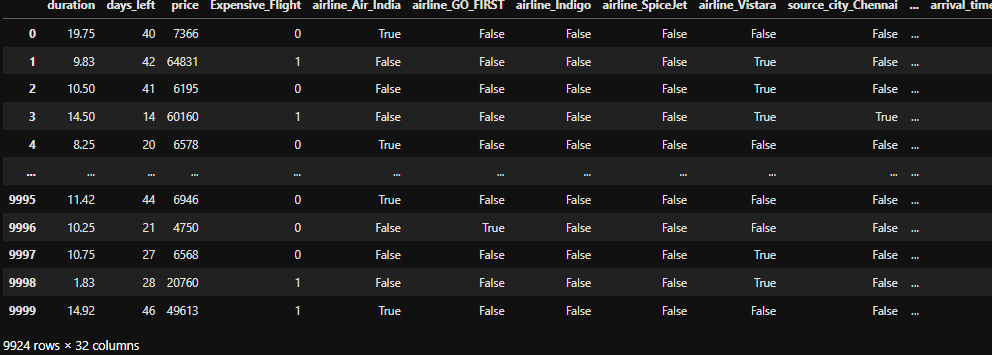 duration days_left price Expensive_Flight airline_Air_India airline_GO_FIRST airline_Indigo airline_SpiceJet airline_Vistara source_city_Chennai ... arrival_time
0 19.75 40 7366 0 True False False False False False ...
1 9.83 42 64831 1 False False False False True False ...
2 10.50 41 6195 0 False False False False True False ...
3 14.50 14 60160 1 False False False False True True ...
4 8.25 20 6578 0 True False False False False False ...
... ... ... ... ... ... ... ... ... ... ... ...
9995 11.42 44 6946 0 True False False False False False ...
9996 10.25 21 4750 0 False True False False False False ...
9997 10.75 27 6568 0 False False False False True False ...
9998 1.83 28 20760 1 False False False False True False ...
9999 14.92 46 49613 1 True False False False False False ...
9924 rows × 32 columns